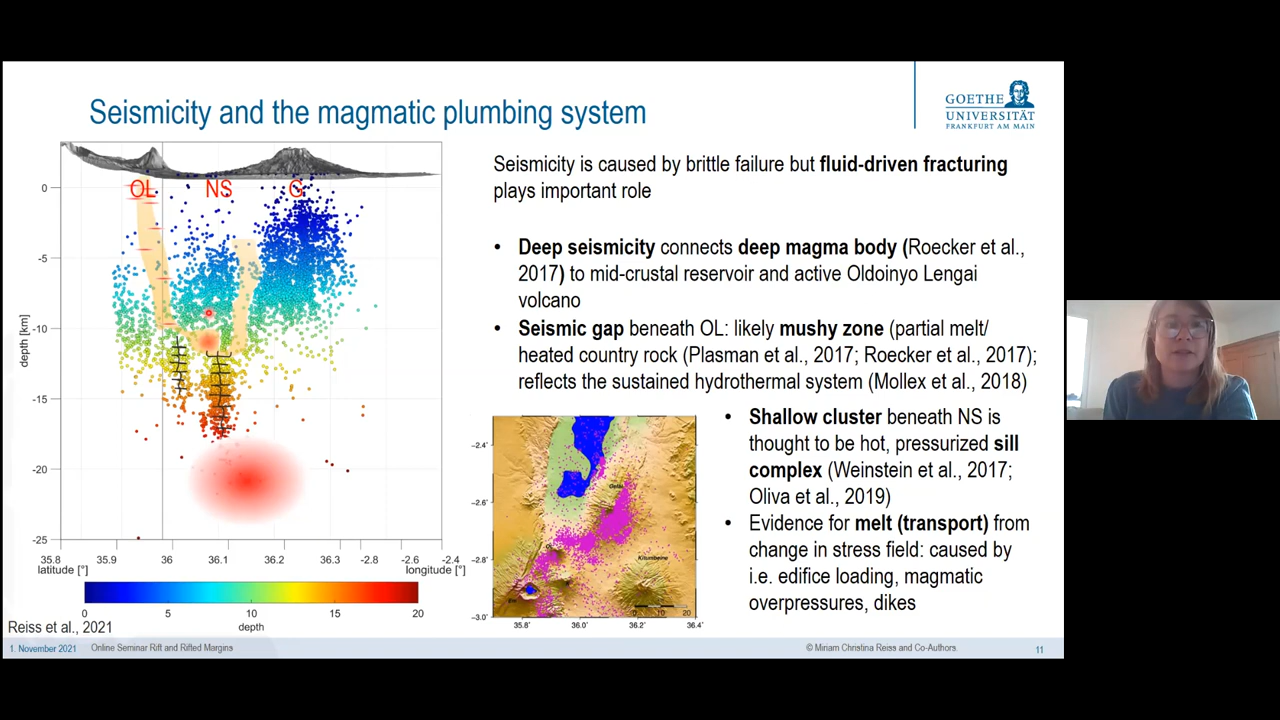 Seismicity and the magmatic plumbing system
GOETHE
UNIVERSITÄT
FRANKFURT AM MAIN
OL
NS
G
0
-5
-10
-15
-20
-25
depth [km]
35.8
35.9
36
36.1
36.2
36.3
-2.8
-2.6
-2.4
latitude [°]
longitude [°]
0
5
10
15
20
depth
Reiss et al., 2021
Seismicity is caused by brittle failure but fluid-driven fracturing
plays important role
• Deep seismicity connects deep magma body (Roecker et al.,
2017) to mid-crustal reservoir and active Oldoinyo Lengai
volcano
• Seismic gap beneath OL: likely mushy zone (partial melt/
heated country rock (Plasman et al., 2017; Roecker et al., 2017);
reflects the sustained hydrothermal system (Mollex et al., 2018)
-2.4°
-2.6°
-2.8°
-3.0°
Kitumbeine
0
10
20
35.8°
36.0°
36.2°
36.4°
• Shallow cluster beneath NS is
thought to be hot, pressurized sill
complex (Weinstein et al., 2017;
Oliva et al., 2019)
• Evidence for melt (transport) from
change in stress field: caused by
i.e. edifice loading, magmatic
overpressures, dikes
1. November 2021
Online Seminar Rift and Rifted Margins
© Miriam Christina Reiss and Co-Authors
11